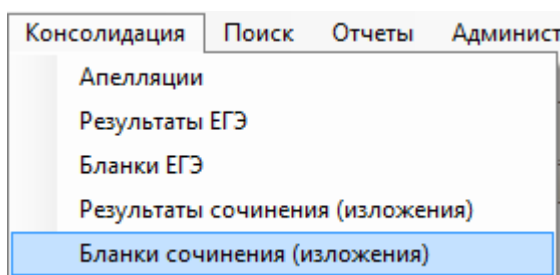 Консолидация Поиск Отчеты Админист
Апелляции
Результаты ЕГЭ
Бланки ЕГЭ
Результаты сочинения (изложения)
Бланки сочинения (изложения)